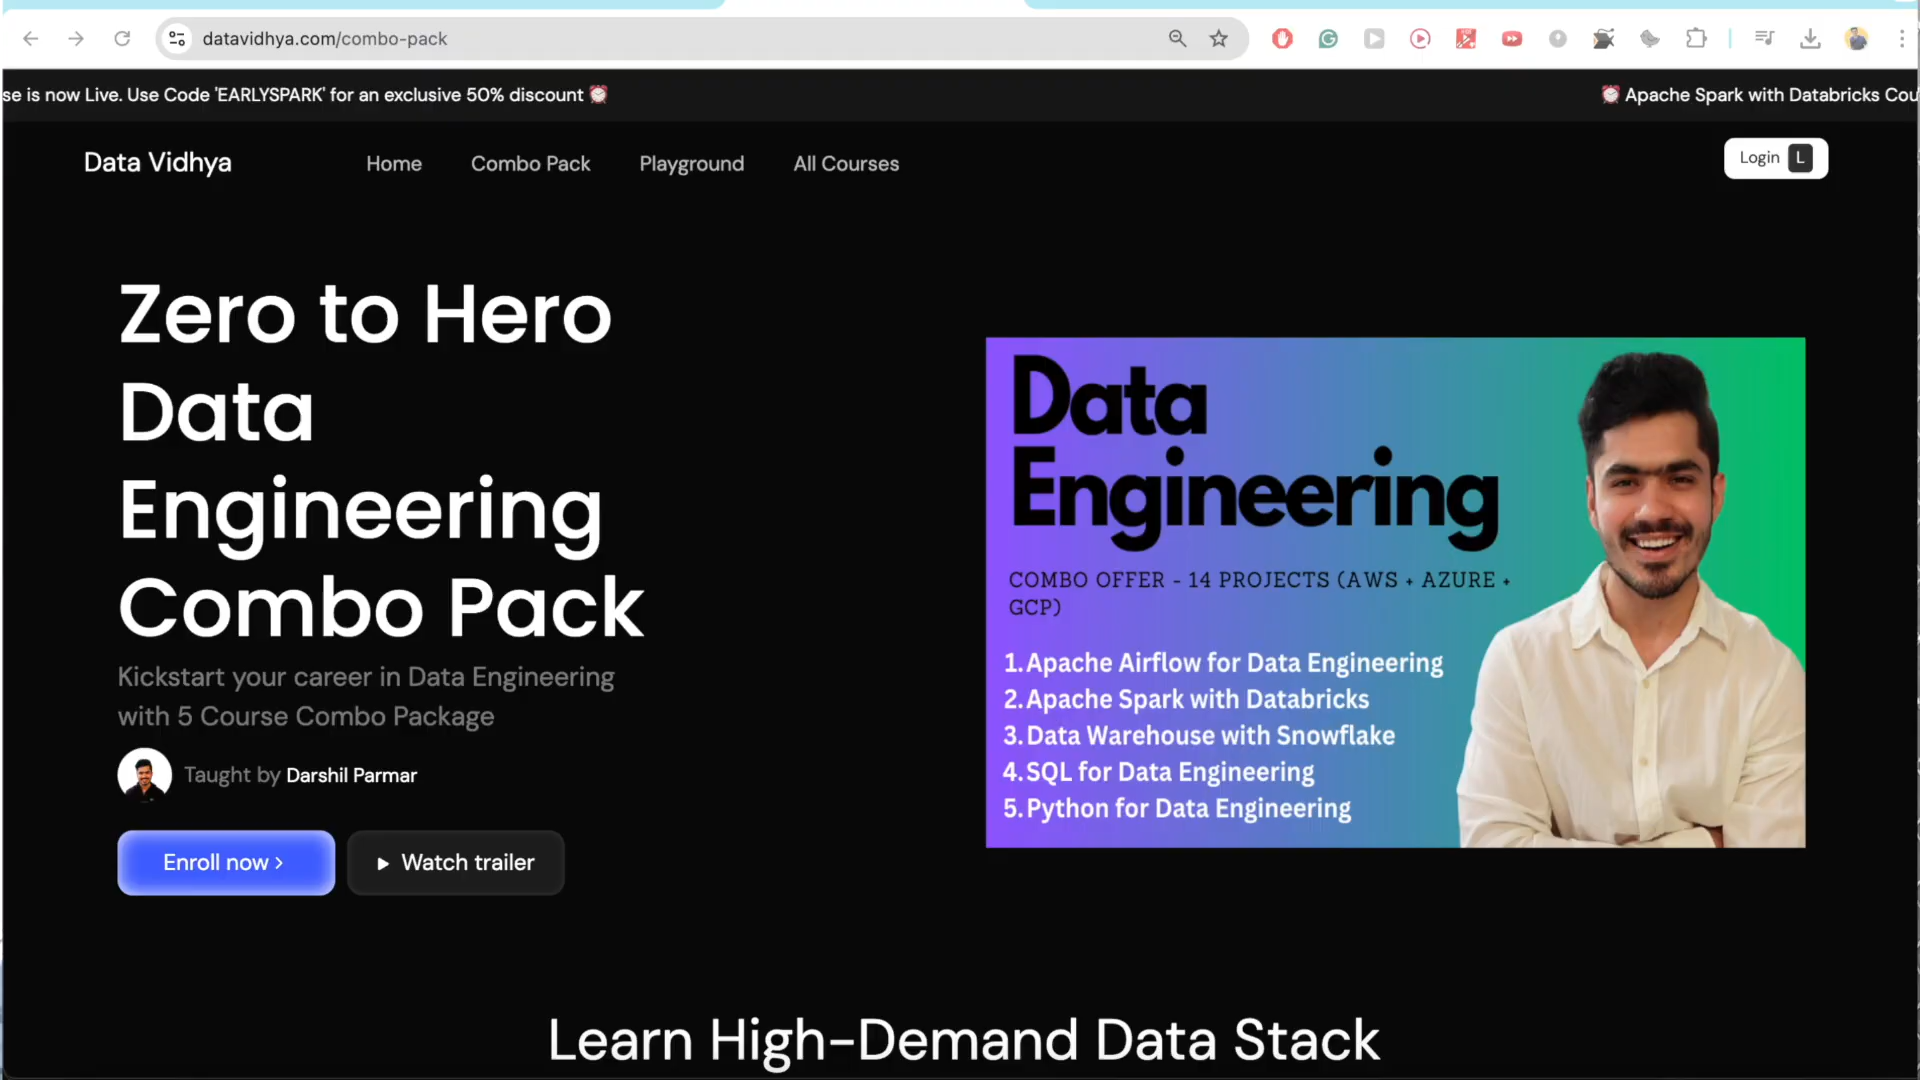 datavidhya.com/combo-pack
se is now Live. Use Code 'EARLYSPARK' for an exclusive 50% discount ⏰
⏰ Apache Spark with Databricks Cou
Data Vidhya
Home
Combo Pack
Playground
All Courses
Login L
Zero to Hero
Data
Engineering
Combo Pack
Kickstart your career in Data Engineering
with 5 Course Combo Package
Taught by Darshil Parmar
Enroll now ›
Watch trailer
Data
Engineering
COMBO OFFER - 14 PROJECTS (AWS + AZURE +
GCP)
1. Apache Airflow for Data Engineering
2. Apache Spark with Databricks
3. Data Warehouse with Snowflake
4. SQL for Data Engineering
5. Python for Data Engineering
Learn High-Demand Data Stack